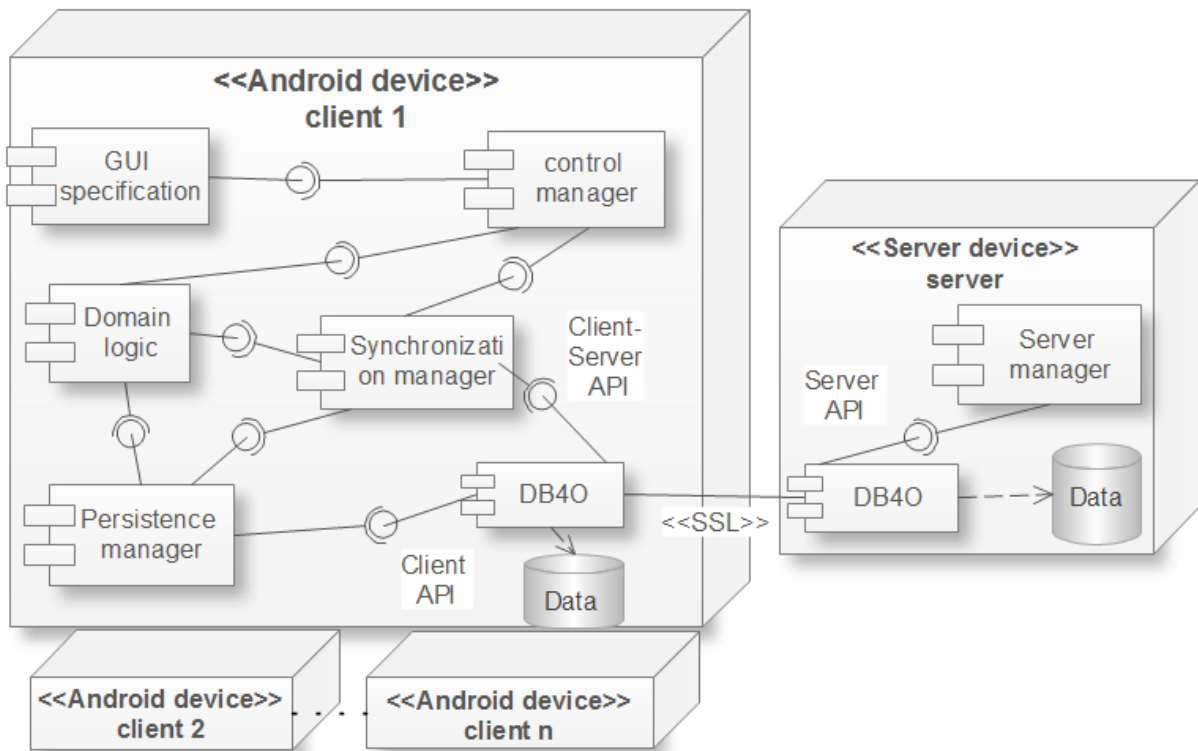 <<Android device>>
client 1
GUI
specification
control
manager
<<Server device>>
server
Domain
logic
Synchronizati
on manager
Client-
Server
API
Server
manager
Server
API
Persistence
manager
DB4O
<<SSL>>
DB4O
Data
Client
API
Data
<<Android device>>
client 2
. . . .
<<Android device>>
client n